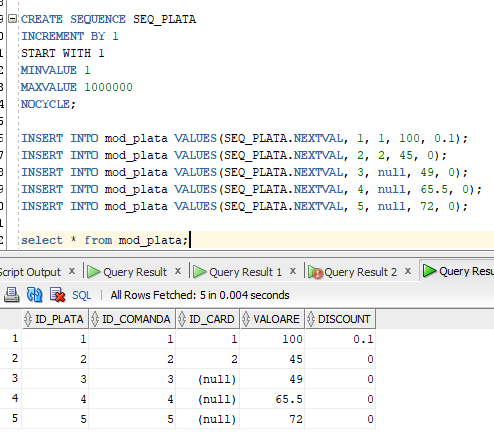 CREATE SEQUENCE SEQ_PLATA
INCREMENT BY 1
START WITH 1
MINVALUE 1
MAXVALUE 1000000
NOCYCLE;
INSERT INTO mod_plata VALUES(SEQ_PLATA.NEXTVAL, 1, 1, 100, 0.1);
INSERT INTO mod_plata VALUES(SEQ_PLATA.NEXTVAL, 2, 2, 45, 0);
INSERT INTO mod_plata VALUES(SEQ_PLATA.NEXTVAL, 3, null, 49, 0);
INSERT INTO mod_plata VALUES(SEQ_PLATA.NEXTVAL, 4, null, 65.5, 0);
INSERT INTO mod_plata VALUES(SEQ_PLATA.NEXTVAL, 5, null, 72, 0);
select * from mod_plata;
Script Output x Query Result x Query Result 1 x Query Result 2 x Query Resu
SQL | All Rows Fetched: 5 in 0.004 seconds
ID_PLATA ID_COMANDA ID_CARD VALOARE DISCOUNT
1 1 1 1 100 0.1
2 2 2 2 45 0
3 3 3 (null) 49 0
4 4 4 (null) 65.5 0
5 5 5 (null) 72 0